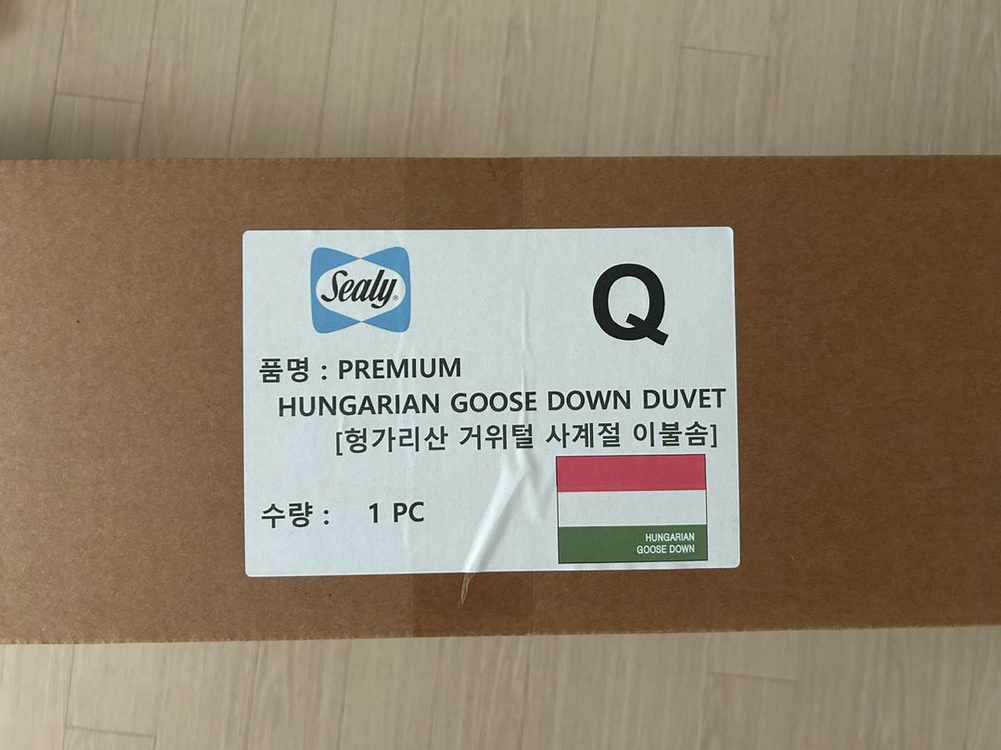 Sealy
Q
품명 : PREMIUM
HUNGARIAN GOOSE DOWN DUVET
[헝가리산 거위털 사계절 이불솜]
수량 : 1 PC
HUNGARIAN
GOOSE DOWN